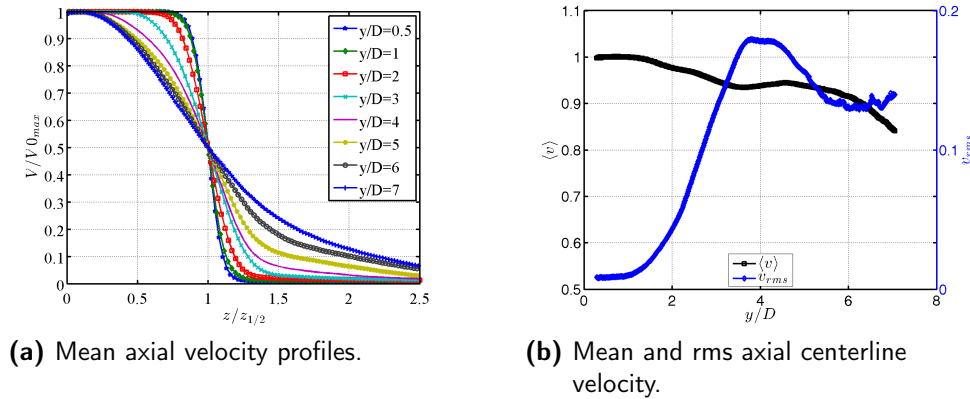 1
0.9
0.8
0.7
0.6
0.5
0.4
0.3
0.2
0.1
0
V/V0max
0 0.5 1 1.5 2 2.5
z/z1/2
y/D=0.5
y/D=1
y/D=2
y/D=3
y/D=4
y/D=5
y/D=6
y/D=7
(a) Mean axial velocity profiles.
1.1
1
0.9
0.8
0.7
0.6
0.5
⟨v⟩
0 2 4 6 8
y/D
⟨v⟩
vrms
0.2
0.1
0
vrms
(b) Mean and rms axial centerline
velocity.